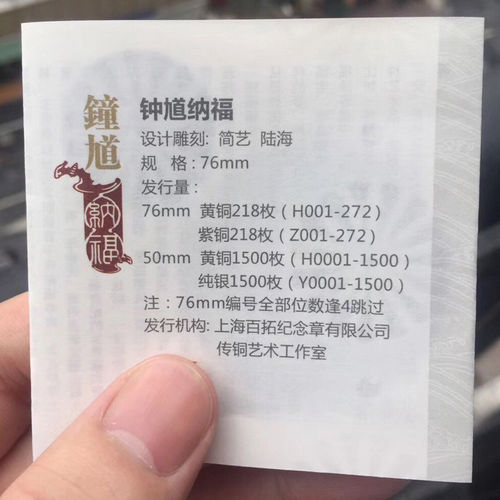 鐘馗
納福
钟馗纳福
设计雕刻: 简艺 陆海
规 格: 76mm
发行量:
76mm 黄铜218枚（H001-272）
紫铜218枚（Z001-272）
50mm 黄铜1500枚（H0001-1500）
纯银1500枚（Y0001-1500）
注：76mm编号全部位数逢4跳过
发行机构: 上海百拓纪念章有限公司
传铜艺术工作室